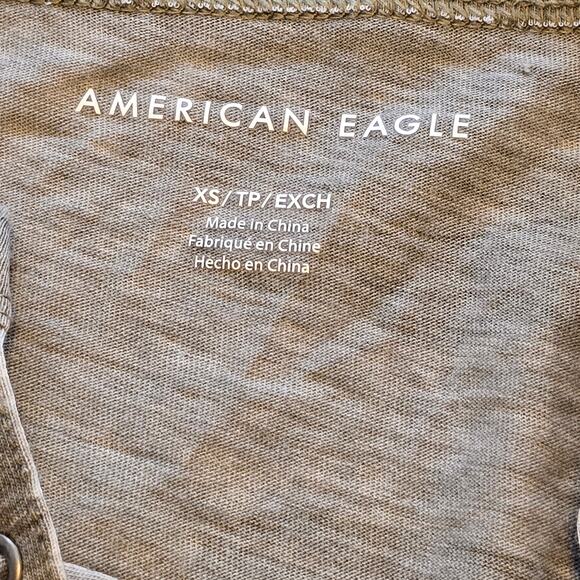 AMERICAN EAGLE
XS/TP/EXCH
Made in China
Fabriqué en Chine
Hecho en China